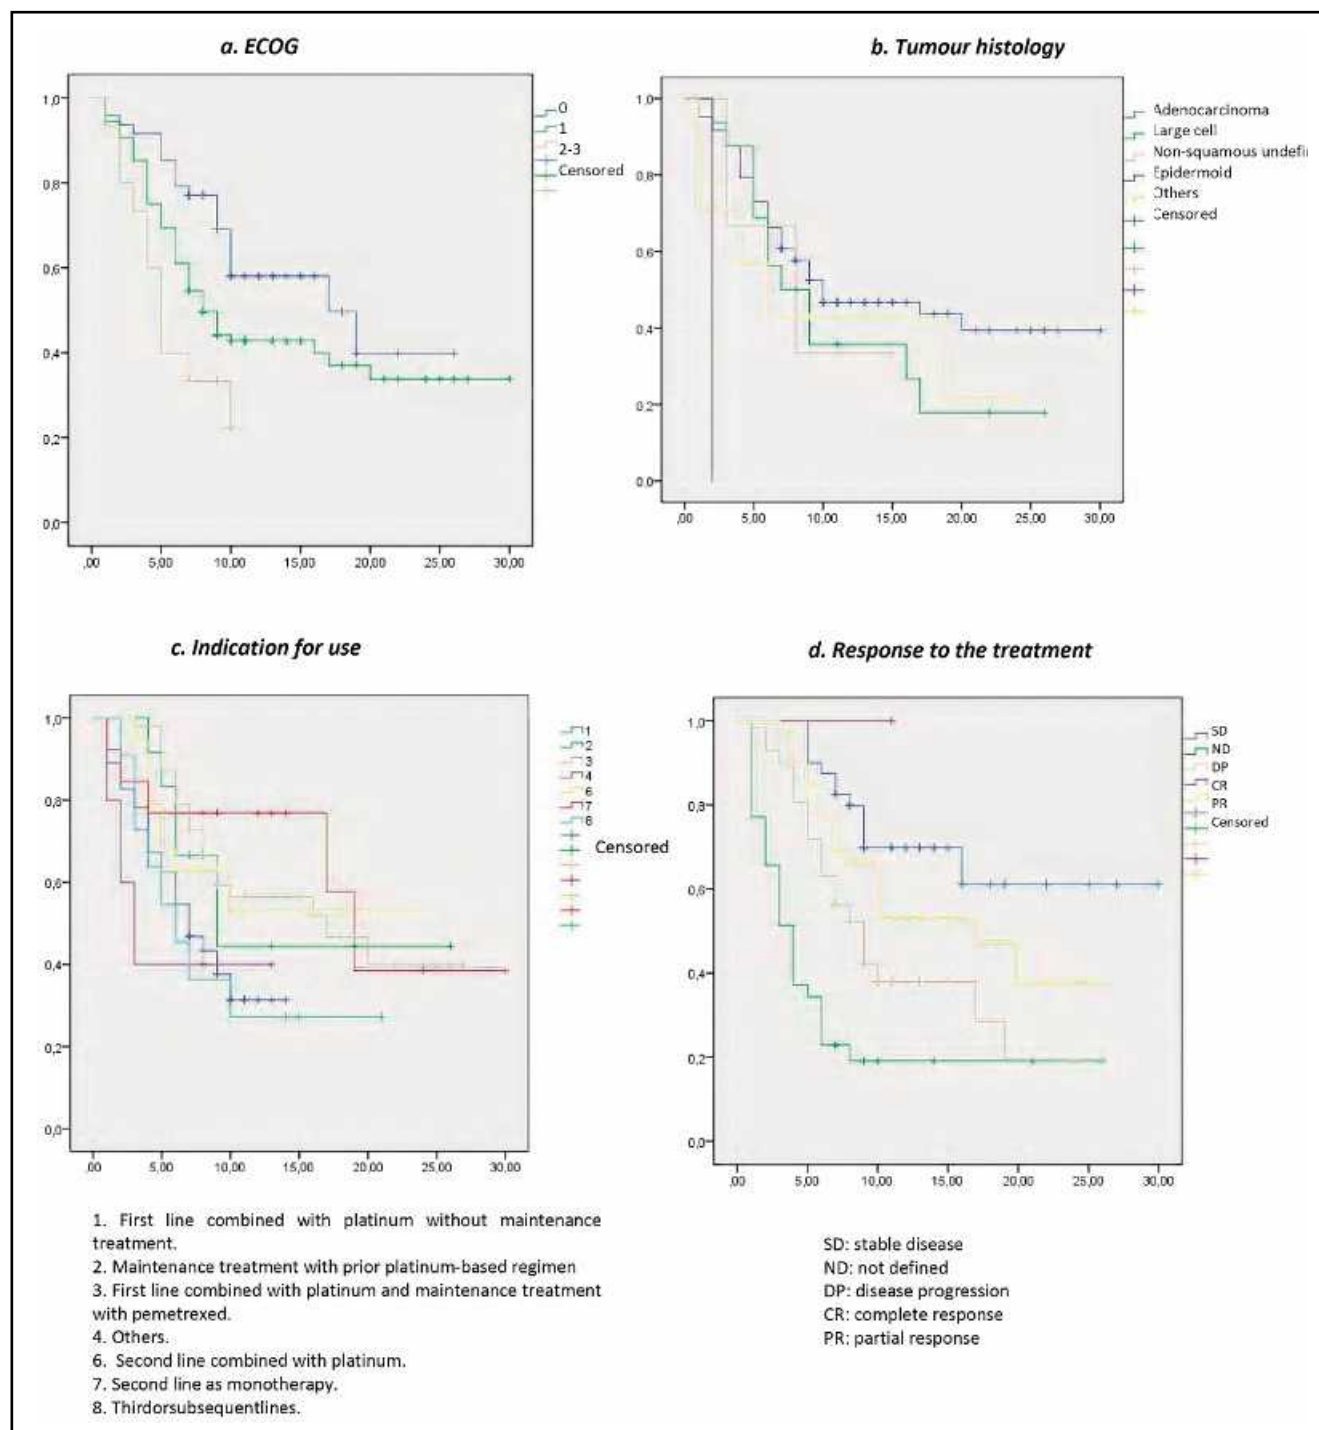 a. ECOG
1,0
0,8
0,6
0,4
0,2
0,0
,00 5,00 10,00 15,00 20,00 25,00 30,00
0
1
2-3
Censored
b. Tumour histology
1,0
0,8
0,6
0,4
0,2
0,0
,00 5,00 10,00 15,00 20,00 25,00 30,00
Adenocarcinoma
Large cell
Non-squamous undefi
Epidermoid
Others
Censored
c. Indication for use
1,0
0,8
0,6
0,4
0,2
0,0
,00 5,00 10,00 15,00 20,00 25,00 30,00
1
2
3
4
6
7
8
Censored
1. First line combined with platinum without maintenance
treatment.
2. Maintenance treatment with prior platinum-based regimen
3. First line combined with platinum and maintenance treatment
with pemetrexed.
4. Others.
6. Second line combined with platinum.
7. Second line as monotherapy.
8. Thirdorsubsequentlines.
d. Response to the treatment
1,0
0,8
0,6
0,4
0,2
0,0
,00 5,00 10,00 15,00 20,00 25,00 30,00
SD
ND
DP
CR
PR
Censored
SD: stable disease
ND: not defined
DP: disease progression
CR: complete response
PR: partial response